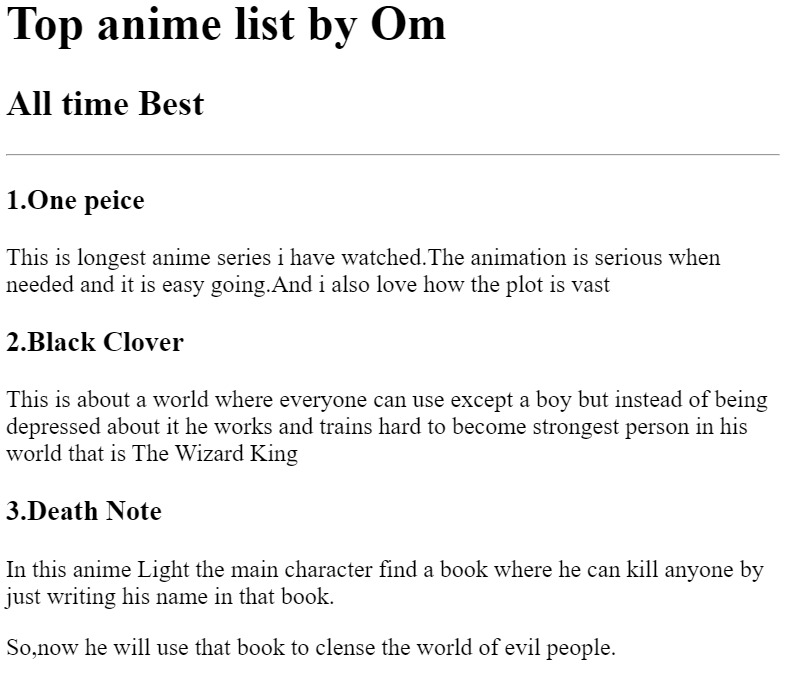 Top anime list by Om
All time Best
1.One peice
This is longest anime series i have watched.The animation is serious when
needed and it is easy going.And i also love how the plot is vast
2.Black Clover
This is about a world where everyone can use except a boy but instead of being
depressed about it he works and trains hard to become strongest person in his
world that is The Wizard King
3.Death Note
In this anime Light the main character find a book where he can kill anyone by
just writing his name in that book.
So,now he will use that book to clense the world of evil people.